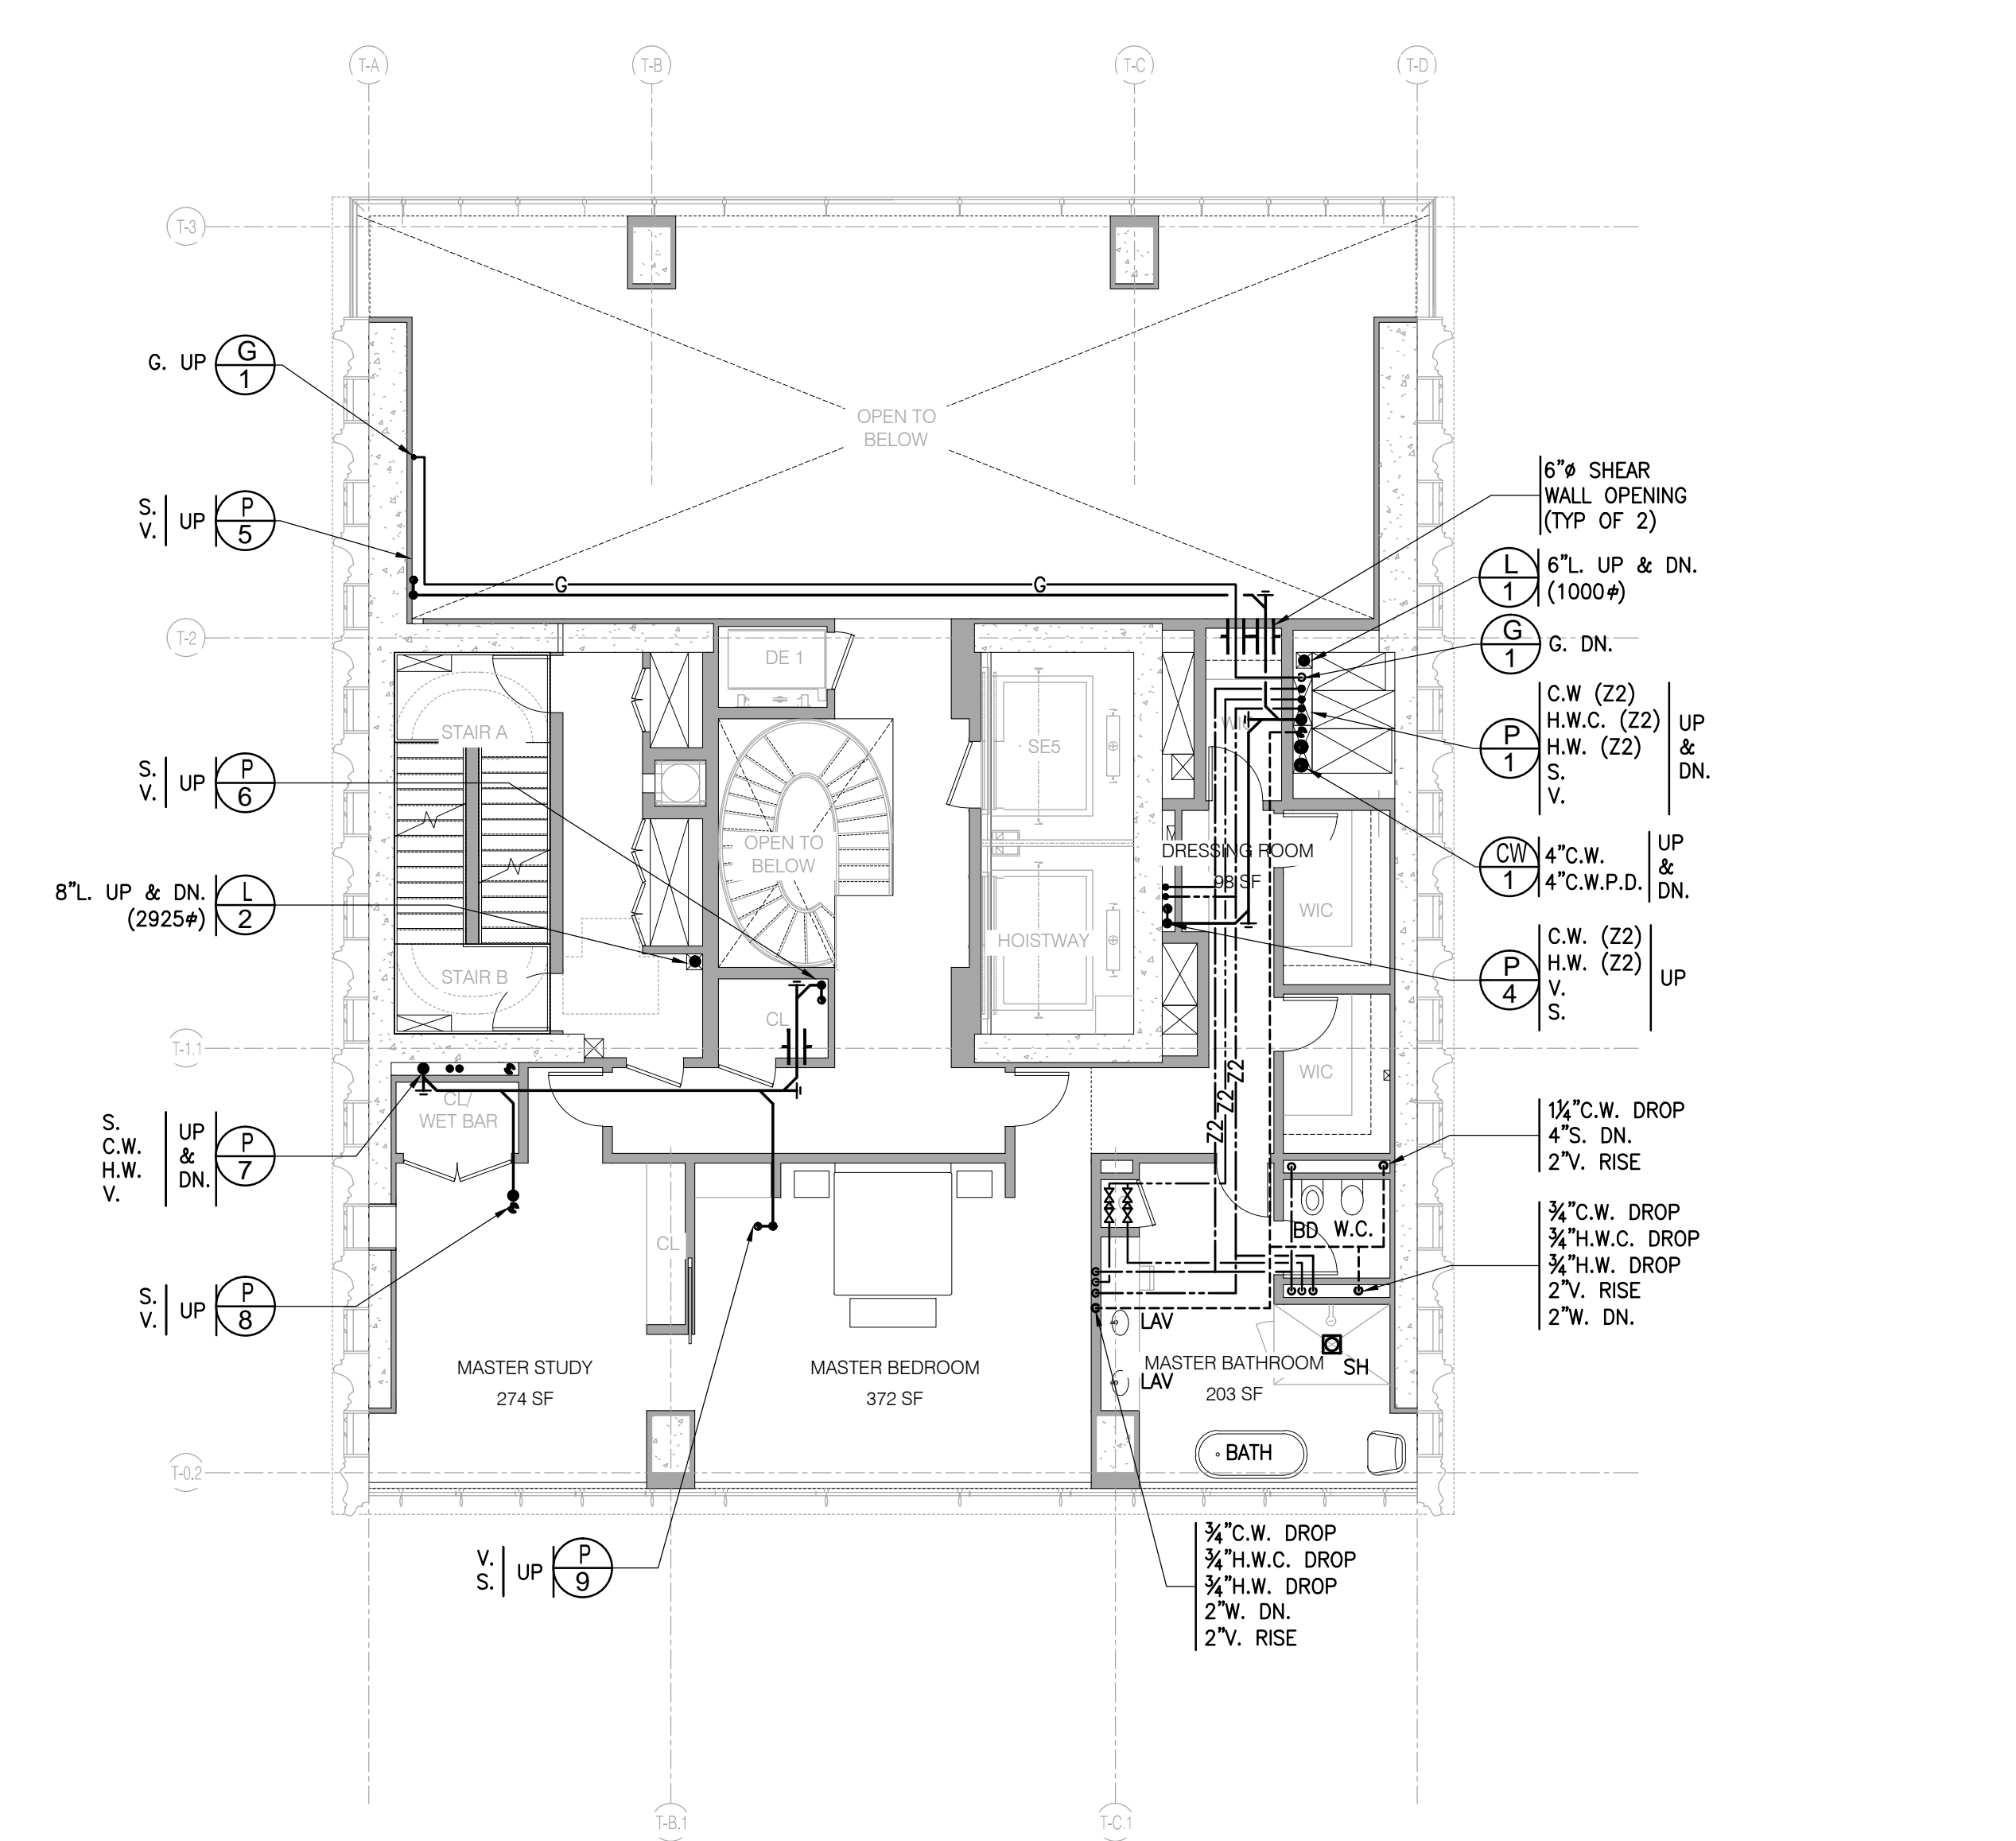 T-A
T-B
T-C
T-D
T-3
OPEN TO
BELOW
G. UP
G
1
S.
V.
UP
P
5
G
G
6"ø SHEAR
WALL OPENING
(TYP OF 2)
L
1
6"L. UP & DN.
(1000#)
G
1
G. DN.
P
1
C.W (Z2)
H.W.C. (Z2)
H.W. (Z2)
S.
V.
UP
&
DN.
CW
1
4"C.W.
4"C.W.P.D.
UP
&
DN.
P
4
C.W. (Z2)
H.W. (Z2)
V.
S.
UP
T-2
DE 1
STAIR A
SE5
WIC
S.
V.
UP
P
6
OPEN TO
BELOW
DRESSING ROOM
98 SF
WIC
8"L. UP & DN.
(2925#)
L
2
HOISTWAY
STAIR B
CL
T-1.1
WIC
Z2
Z2
Z2
CL/
WET BAR
S.
C.W.
H.W.
V.
UP
&
DN.
P
7
1¼"C.W. DROP
4"S. DN.
2"V. RISE
¾"C.W. DROP
¾"H.W.C. DROP
¾"H.W. DROP
2"V. RISE
2"W. DN.
BD
W.C.
CL
S.
V.
UP
P
8
LAV
MASTER STUDY
274 SF
MASTER BEDROOM
372 SF
MASTER BATHROOM
203 SF
SH
LAV
BATH
T-0.2
V.
S.
UP
P
9
¾"C.W. DROP
¾"H.W.C. DROP
¾"H.W. DROP
2"W. DN.
2"V. RISE
T-B.1
T-C.1